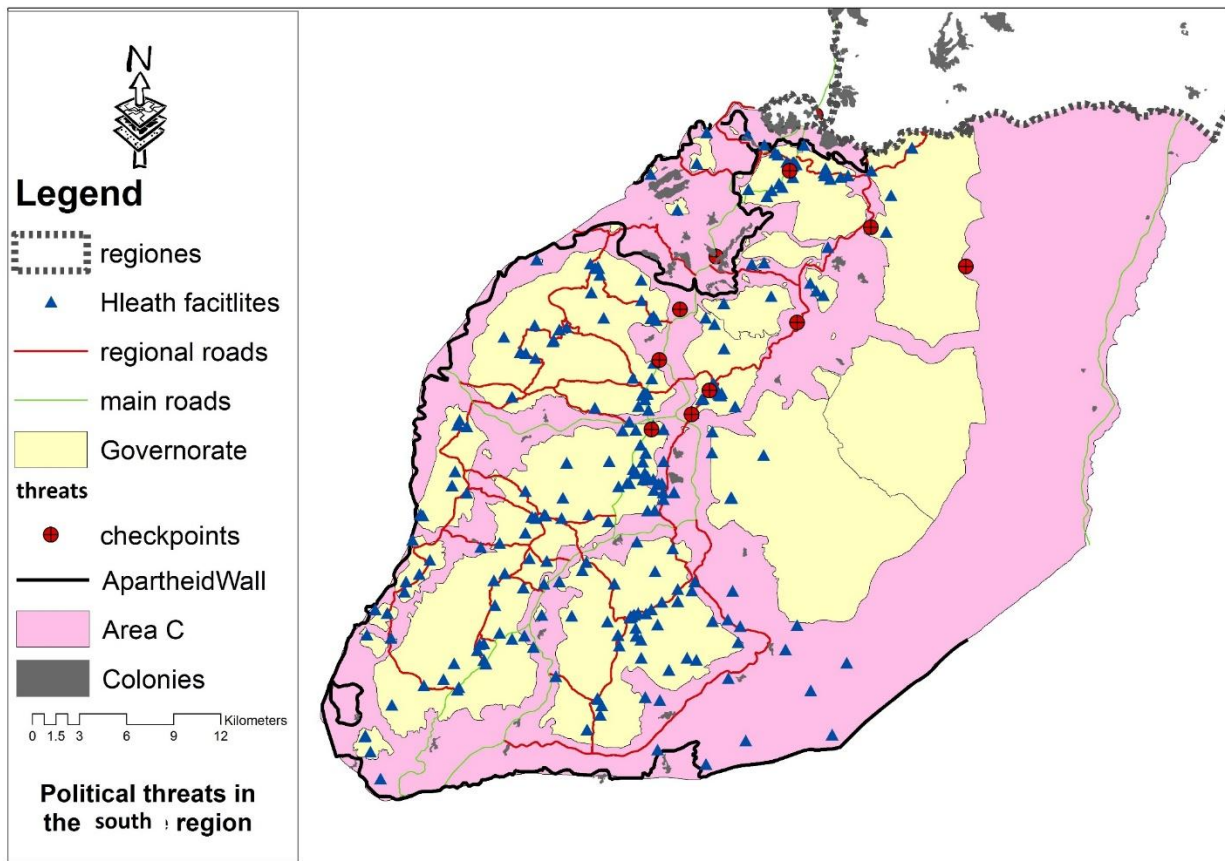 N
Legend
regiones
Hleath facitlites
regional roads
main roads
Governorate
threats
checkpoints
ApartheidWall
Area C
Colonies
Kilometers
0 1.5 3 6 9 12
Political threats in
the south region